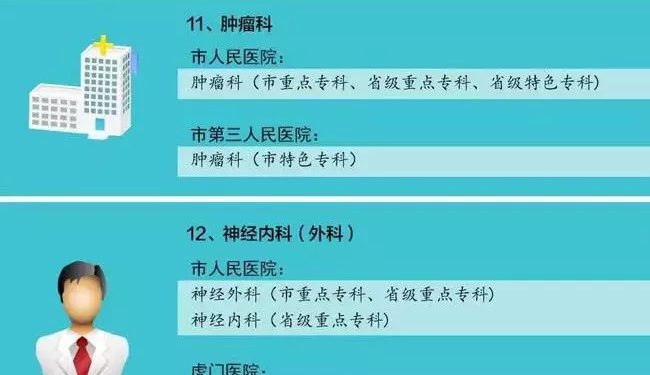 11、肿瘤科
市人民医院：
肿瘤科（市重点专科、省级重点专科、省级特色专科）
市第三人民医院：
肿瘤科（市特色专科）
12、神经内科（外科）
市人民医院：
神经外科（市重点专科、省级重点专科）
神经内科（省级重点专科）
虎门医院：